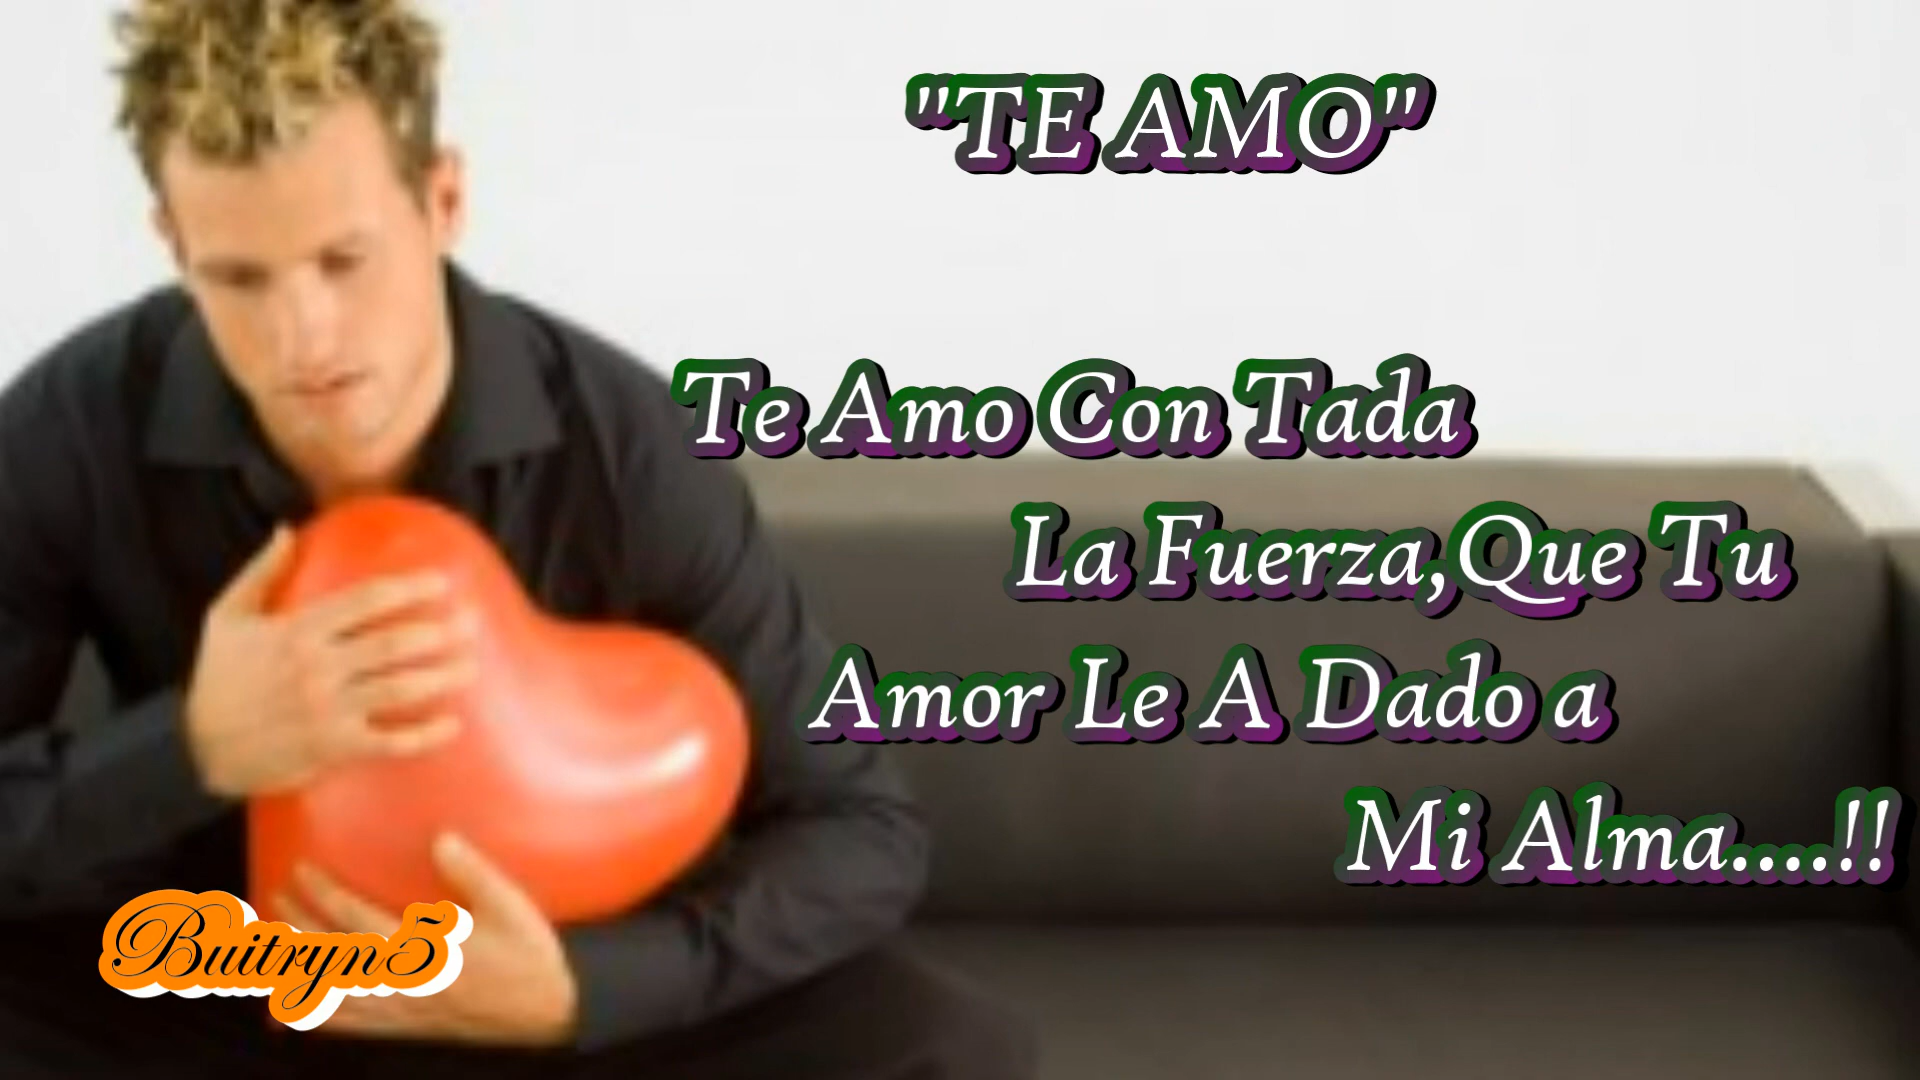 "TE AMO"
Te Amo Con Tada
La Fuerza,Que Tu
Amor Le A Dado a
Mi Alma....!!
Buitryn5